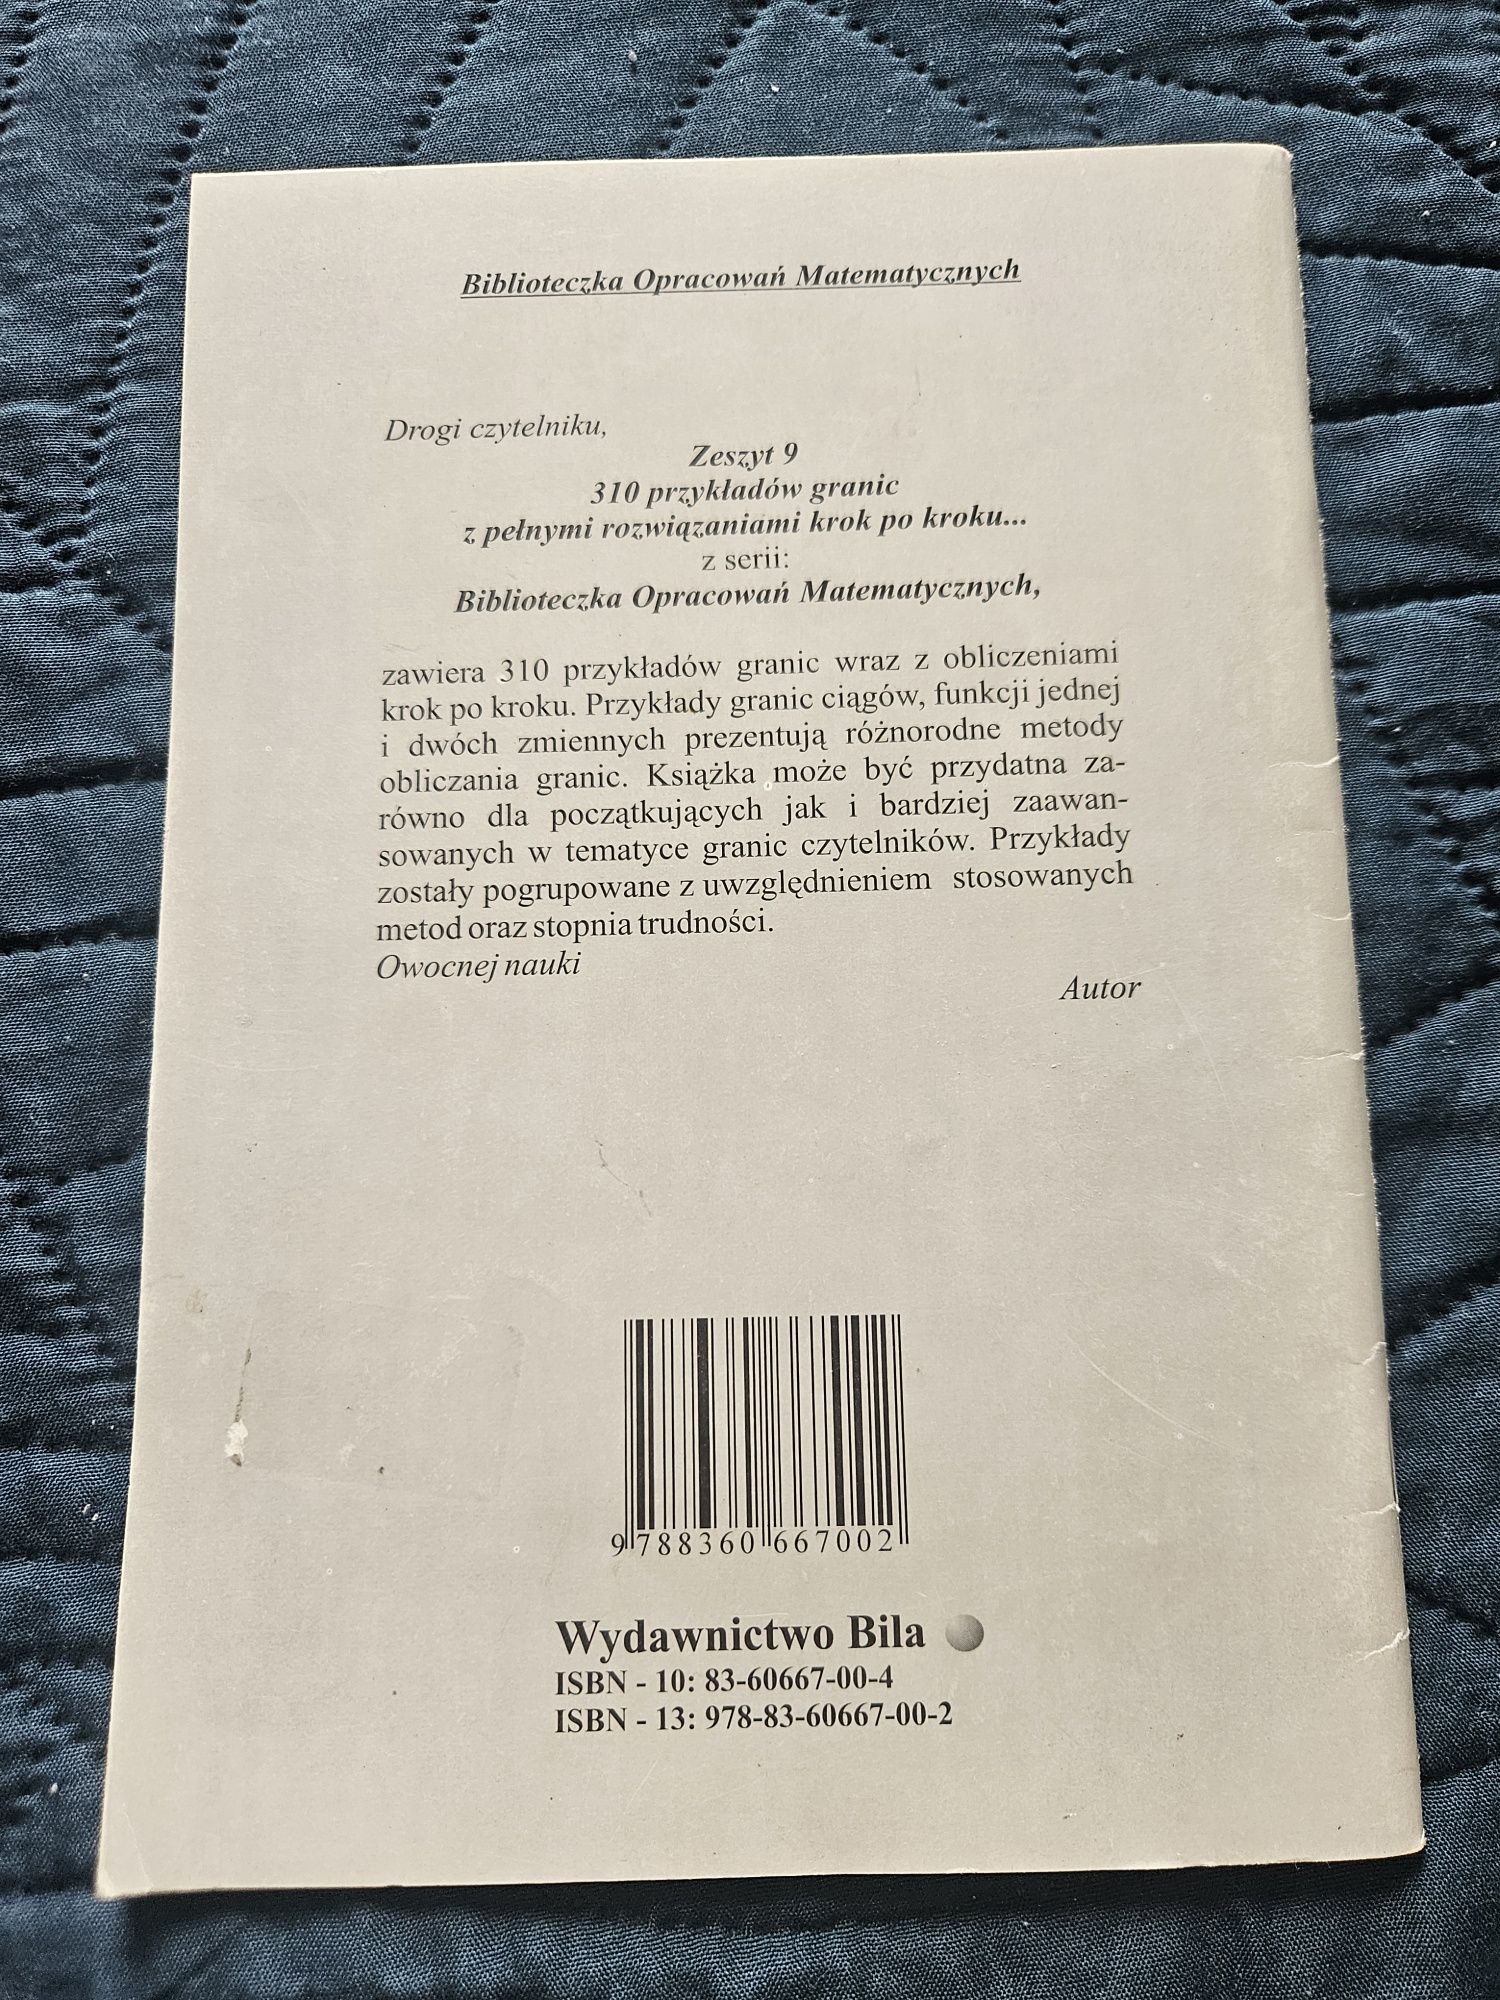 Biblioteczka Opracowań Matematycznych
Drogi czytelniku,
Zeszyt 9
310 przykładów granic
z pełnymi rozwiązaniami krok po kroku...
z serii:
Biblioteczka Opracowań Matematycznych,
zawiera 310 przykładów granic wraz z obliczeniami
krok po kroku. Przykłady granic ciągów, funkcji jednej
i dwóch zmiennych prezentują różnorodne metody
obliczania granic. Książka może być przydatna za-
równo dla początkujących jak i bardziej zaawan-
sowanych w tematyce granic czytelników. Przykłady
zostały pogrupowane z uwzględnieniem stosowanych
metod oraz stopnia trudności.
Owocnej nauki
Autor
9 788360 667002
Wydawnictwo Bila
ISBN - 10: 83-60667-00-4
ISBN - 13: 978-83-60667-00-2